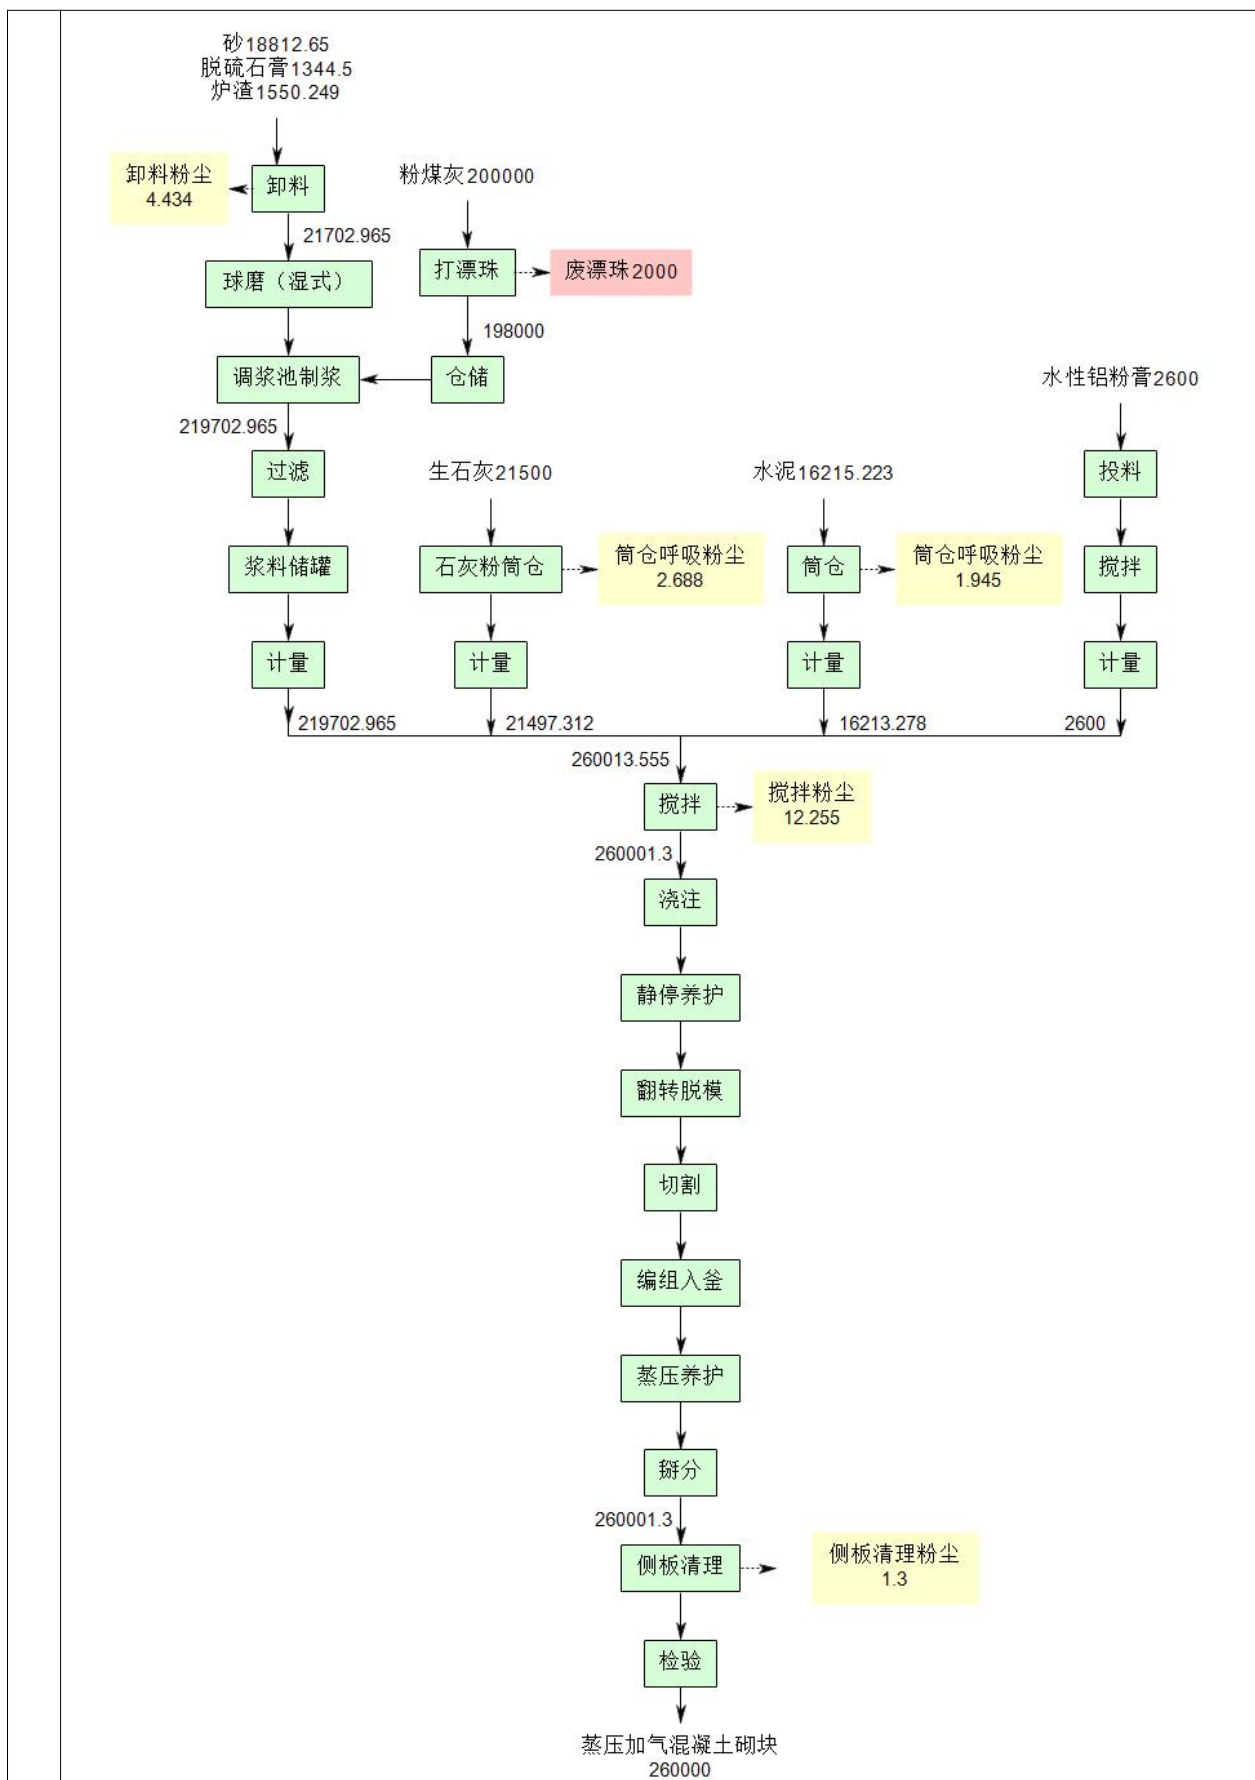 砂18812.65
脱硫石膏1344.5
炉渣1550.249
卸料粉尘
4.434
卸料
粉煤灰200000
21702.965
球磨（湿式）
打漂珠
废漂珠2000
198000
调浆池制浆
仓储
水性铝粉膏2600
219702.965
过滤
生石灰21500
水泥16215.223
投料
浆料储罐
石灰粉筒仓
筒仓呼吸粉尘
2.688
筒仓
筒仓呼吸粉尘
1.945
搅拌
计量
计量
计量
计量
219702.965
21497.312
16213.278
2600
260013.555
搅拌
搅拌粉尘
12.255
260001.3
浇注
静停养护
翻转脱模
切割
编组入釜
蒸压养护
掰分
260001.3
侧板清理
侧板清理粉尘
1.3
检验
蒸压加气混凝土砌块
260000